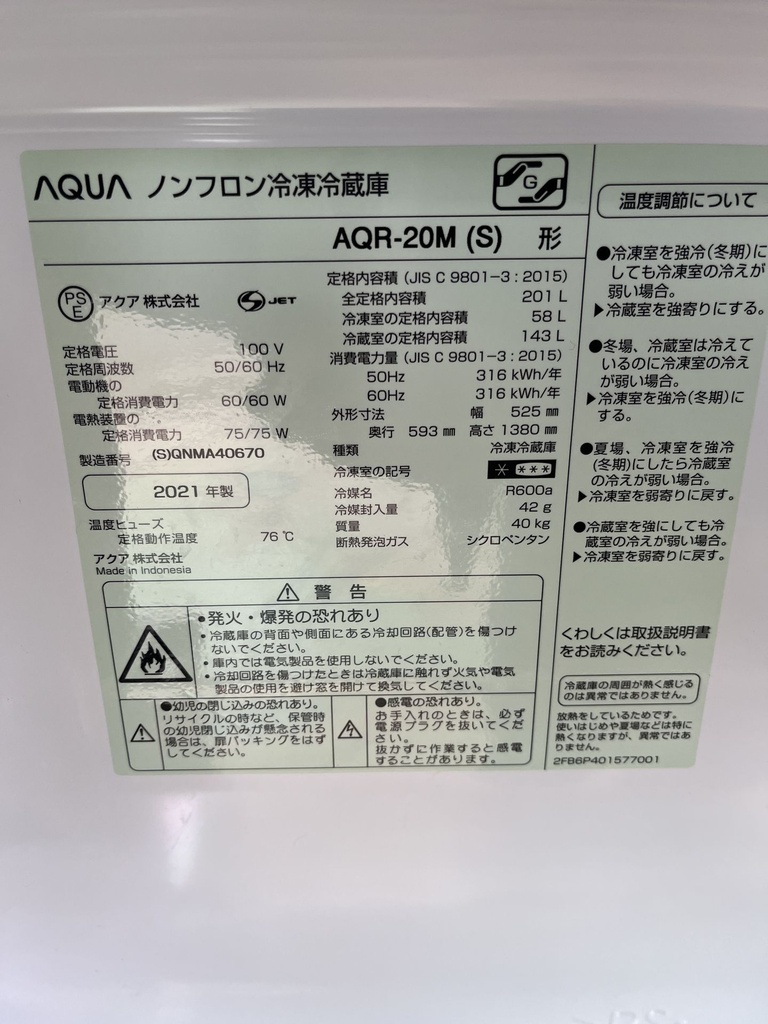 AQUA ノンフロン冷凍冷蔵庫
G
AQR-20M (S) 形
PS
E
アクア 株式会社
S JET
定格電圧 100 V
定格周波数 50/60 Hz
電動機の
定格消費電力 60/60 W
電熱装置の
定格消費電力 75/75 W
製造番号 (S)QNMA40670
2021 年製
温度ヒューズ
定格動作温度 76 ℃
アクア 株式会社
Made in Indonesia
定格内容積 (JIS C 9801-3 : 2015)
全定格内容積 201 L
冷凍室の定格内容積 58 L
冷蔵室の定格内容積 143 L
消費電力量 (JIS C 9801-3 : 2015)
50Hz 316 kWh/年
60Hz 316 kWh/年
外形寸法 幅 525 mm
奥行 593 mm 高さ 1380 mm
種類 冷凍冷蔵庫
冷凍室の記号 * ***
冷媒名 R600a
冷媒封入量 42 g
質量 40 kg
断熱発泡ガス シクロペンタン
⚠ 警 告
●発火・爆発の恐れあり
・冷蔵庫の背面や側面にある冷却回路(配管)を傷つけ
ないでください。
・庫内では電気製品を使用しないでください。
・冷却回路を傷つけたときは冷蔵庫に触れず火気や電気
製品の使用を避け窓を開けて換気してください。
●幼児の閉じ込みの恐れあり。
リサイクルの時など、保管時
の幼児閉じ込みが懸念される
場合は、扉パッキングをはず
してください。
●感電の恐れあり。
お手入れのときは、必ず
電源プラグを抜いてくだ
さい。
抜かずに作業すると感電
することがあります。
温度調節について
●冷凍室を強冷(冬期)に
しても冷凍室の冷えが
弱い場合。
▶冷蔵室を強寄りにする。
●冬場、冷蔵室は冷えて
いるのに冷凍室の冷え
が弱い場合。
▶冷凍室を強冷(冬期)に
する。
●夏場、冷凍室を強冷
(冬期)にしたら冷蔵室
の冷えが弱い場合。
▶冷凍室を弱寄りに戻す。
●冷蔵室を強にしても冷
蔵室の冷えが弱い場合。
▶冷凍室を弱寄りに戻す。
くわしくは取扱説明書
をお読みください。
冷蔵庫の周囲が熱く感じる
のは異常ではありません。
放熱をしているためです。
使いはじめや夏場などは特に
熱くなりますが、異常ではあ
りません。
2FB6P401577001